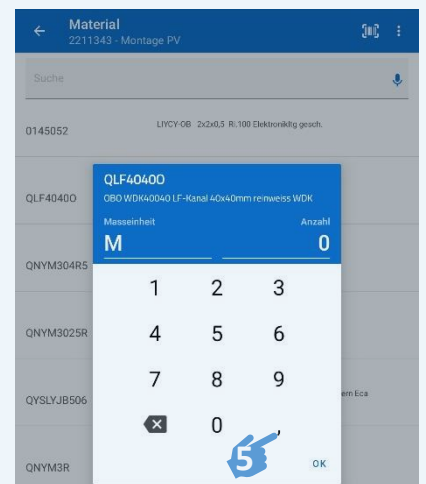 Material
2211343 - Montage PV
Suche
0145052
LIYCY-OB 2x2x0,5 RI.100 Elektronikltg gesch.
QLF4040O
QLF4040O
OBO WDK40040 LF-Kanal 40x40mm reinweiss WDK
Masseinheit
Anzahl
M
0
QNYM304R5
1 2 3
QNYM3025R
4 5 6
7 8 9
QYSLYJB506
ern Eca
0 ,
5
OK
QNYM3R